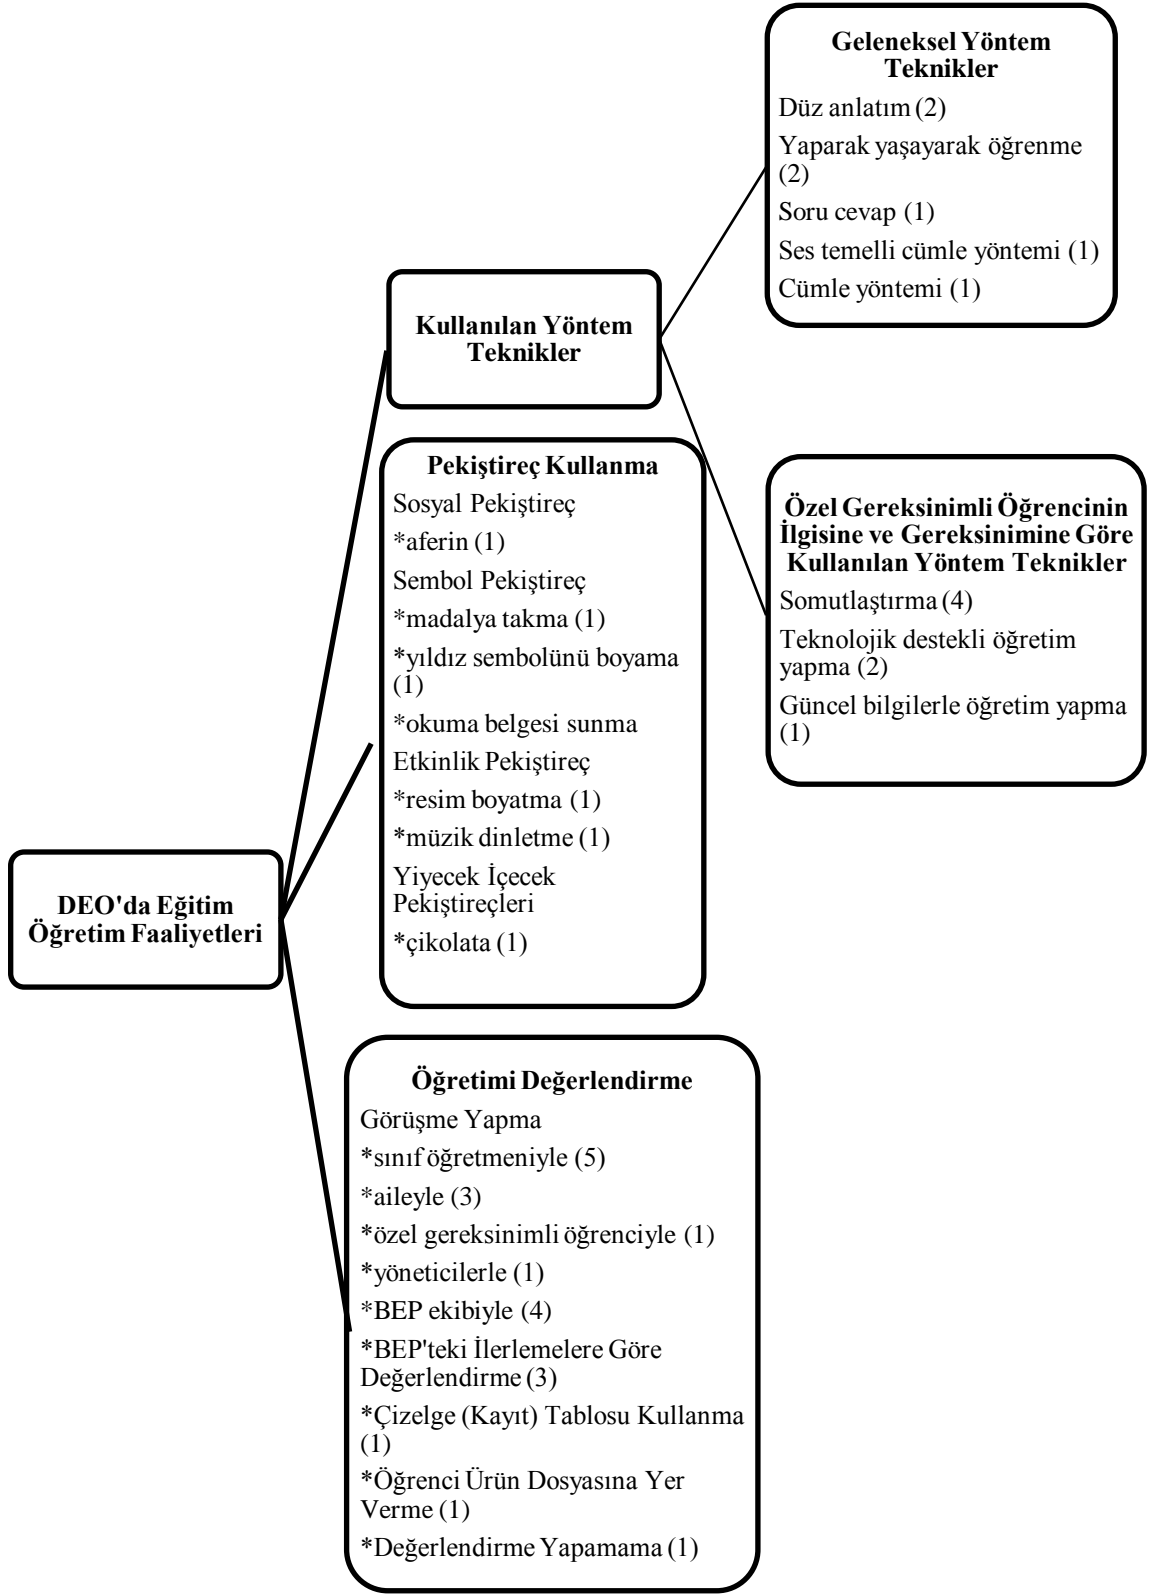 Geleneksel Yöntem
Teknikler
Düz anlatım (2)
Yaparak yaşayarak öğrenme
(2)
Soru cevap (1)
Ses temelli cümle yöntemi (1)
Cümle yöntemi (1)
Kullanılan Yöntem
Teknikler
Pekiştireç Kullanma
Sosyal Pekiştireç
*aferin (1)
Sembol Pekiştireç
*madalya takma (1)
*yıldız sembolünü boyama
(1)
*okuma belgesi sunma
Etkinlik Pekiştireç
*resim boyatma (1)
*müzik dinletme (1)
Yiyecek İçecek
Pekiştireçleri
*çikolata (1)
Özel Gereksinimli Öğrencinin
İlgisine ve Gereksinimine Göre
Kullanılan Yöntem Teknikler
Somutlaştırma (4)
Teknolojik destekli öğretim
yapma (2)
Güncel bilgilerle öğretim yapma
(1)
DEO'da Eğitim
Öğretim Faaliyetleri
Öğretimi Değerlendirme
Görüşme Yapma
*sınıf öğretmeniyle (5)
*aileyle (3)
*özel gereksinimli öğrenciyle (1)
*yöneticilerle (1)
*BEP ekibiyle (4)
*BEP'teki İlerlemelere Göre
Değerlendirme (3)
*Çizelge (Kayıt) Tablosu Kullanma
(1)
*Öğrenci Ürün Dosyasına Yer
Verme (1)
*Değerlendirme Yapamama (1)